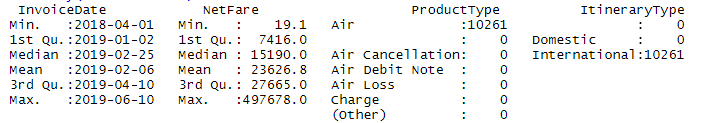 InvoiceDate NetFare ProductType ItineraryType
Min.   :2018-04-01 Min.   :    19.1 Air             :10261              :    0
1st Qu.:2019-01-02 1st Qu.:  7416.0                 :    0 Domestic     :    0
Median :2019-02-25 Median : 15190.0 Air Cancellation:    0 International:10261
Mean   :2019-02-06 Mean   : 23626.8 Air Debit Note  :    0
3rd Qu.:2019-04-10 3rd Qu.: 27665.0 Air Loss        :    0
Max.   :2019-06-10 Max.   :497678.0 Charge          :    0
(Other)         :    0